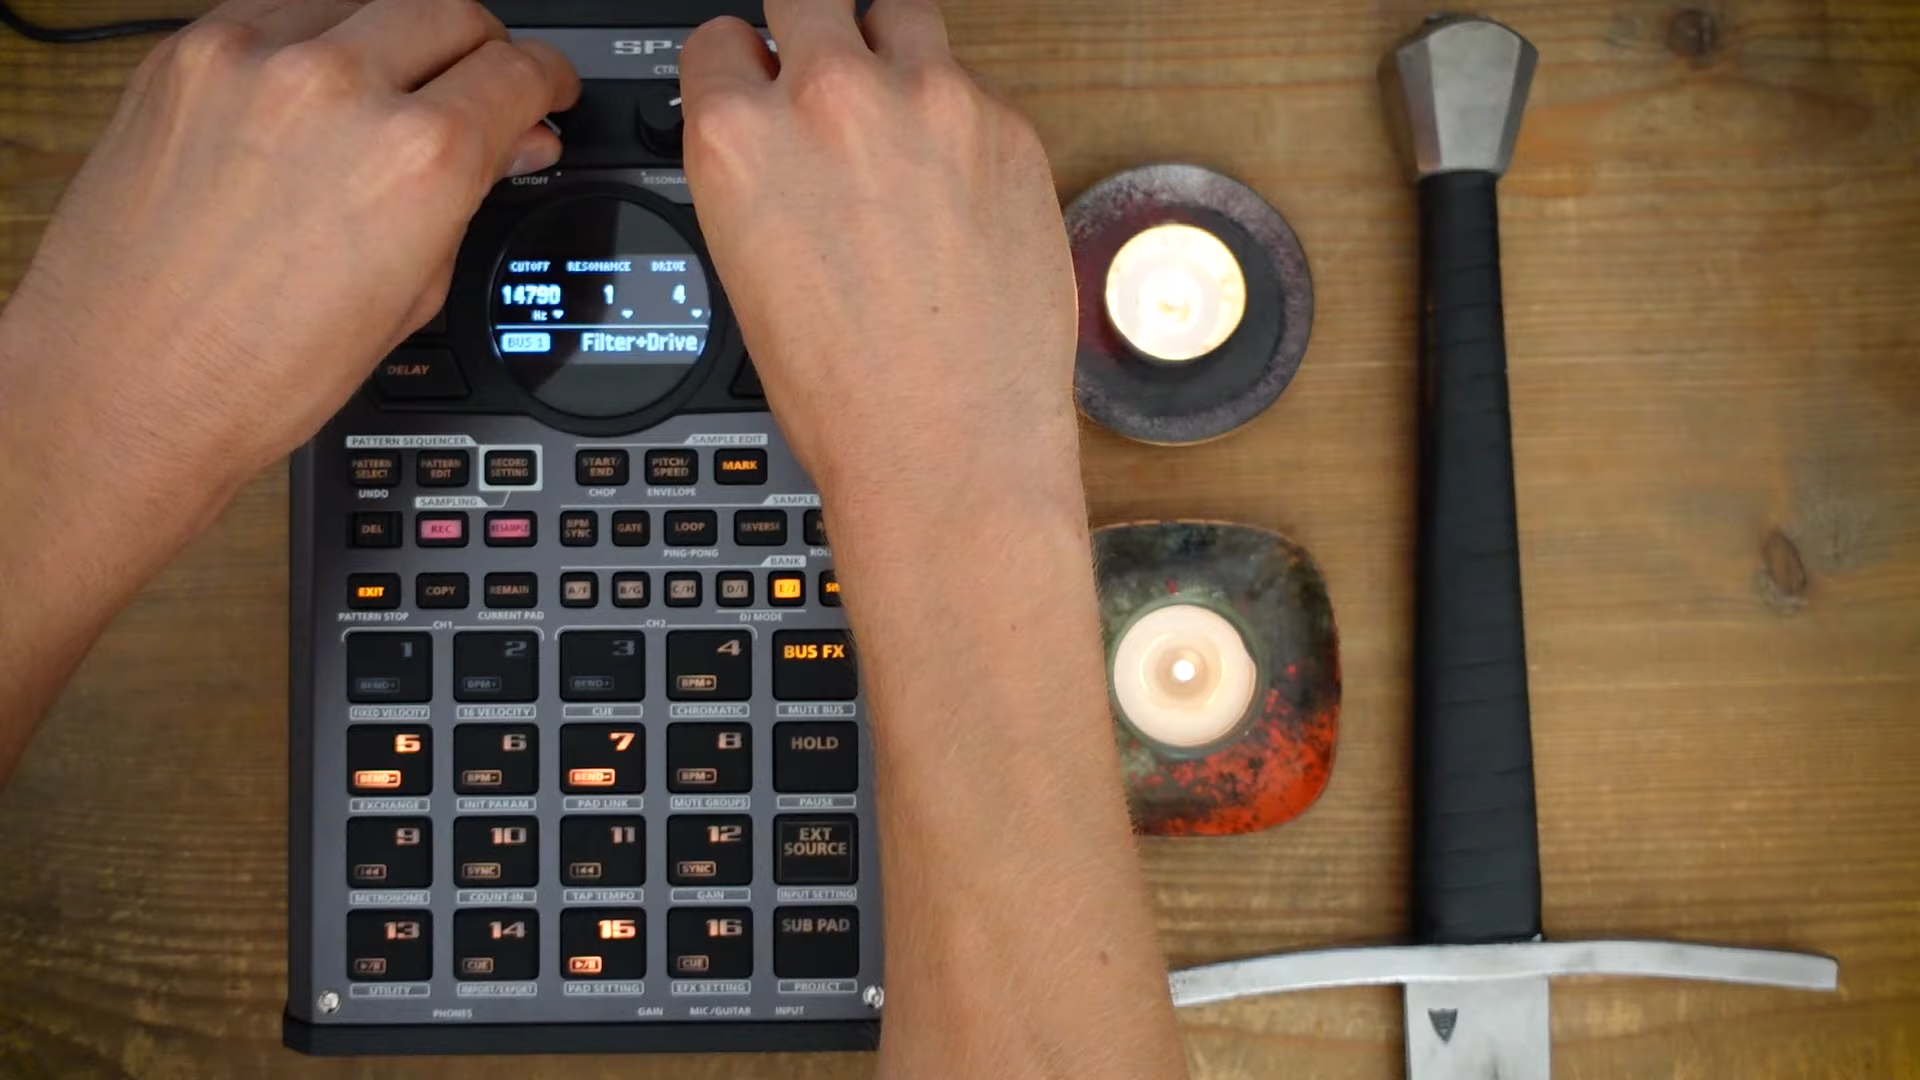 SP-
CTRL
CUTOFF
CUTOFF RESONANCE DRIVE
14790 1 4
Hz
BUS 1 Filter+Drive
DELAY
PATTERN SEQUENCER SAMPLE EDIT
PATTERN SELECT PATTERN EDIT RECORD SETTING START/END PITCH/SPEED MARK
UNDO CHOP ENVELOPE
SAMPLING SAMPLE
DEL REC RESAMPLE BPM SYNC GATE LOOP REVERSE
PING-PONG
BANK
EXIT COPY REMAIN A/F B/G C/H D/I E/J
PATTERN STOP CURRENT PAD DJ MODE
CH1 CH2
1 2 3 4 BUS FX
BEND+ BPM+ BEND+ BPM+
FIXED VELOCITY 16 VELOCITY CUE CHROMATIC MUTE BUS
5 6 7 8 HOLD
BEND- BPM- BEND- BPM-
EXCHANGE INIT PARAM PAD LINK MUTE GROUPS PAUSE
9 10 11 12 EXT SOURCE
SYNC SYNC
METRONOME COUNT-IN TAP TEMPO GAIN INPUT SETTING
13 14 15 16 SUB PAD
CUE CUE
UTILITY IMPORT/EXPORT PAD SETTING EFX SETTING PROJECT
PHONES GAIN MIC/GUITAR INPUT